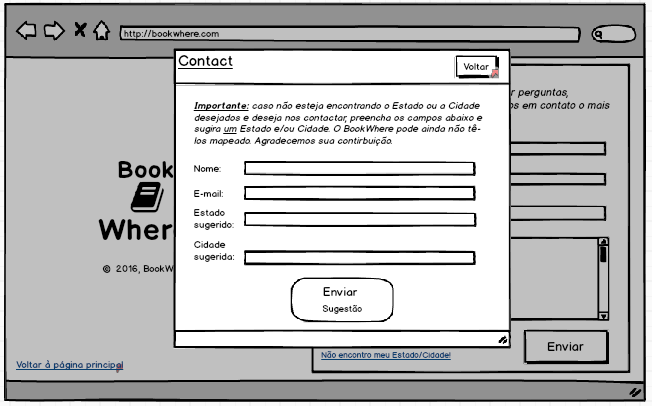 http://bookwhere.com
Contact
Voltar
Importante: caso não esteja encontrando o Estado ou a Cidade
desejados e deseja nos contactar, preencha os campos abaixo e
sugira um Estado e/ou Cidade. O BookWhere pode ainda não tê-
los mapeado. Agradecemos sua contirbuição.
Nome:
E-mail:
Estado
sugerido:
Cidade
sugerida:
Enviar
Sugestão
r perguntas,
os em contato o mais
Book
Wher
© 2016, BookW
Voltar à página principal
Não encontro meu Estado/Cidade!
Enviar